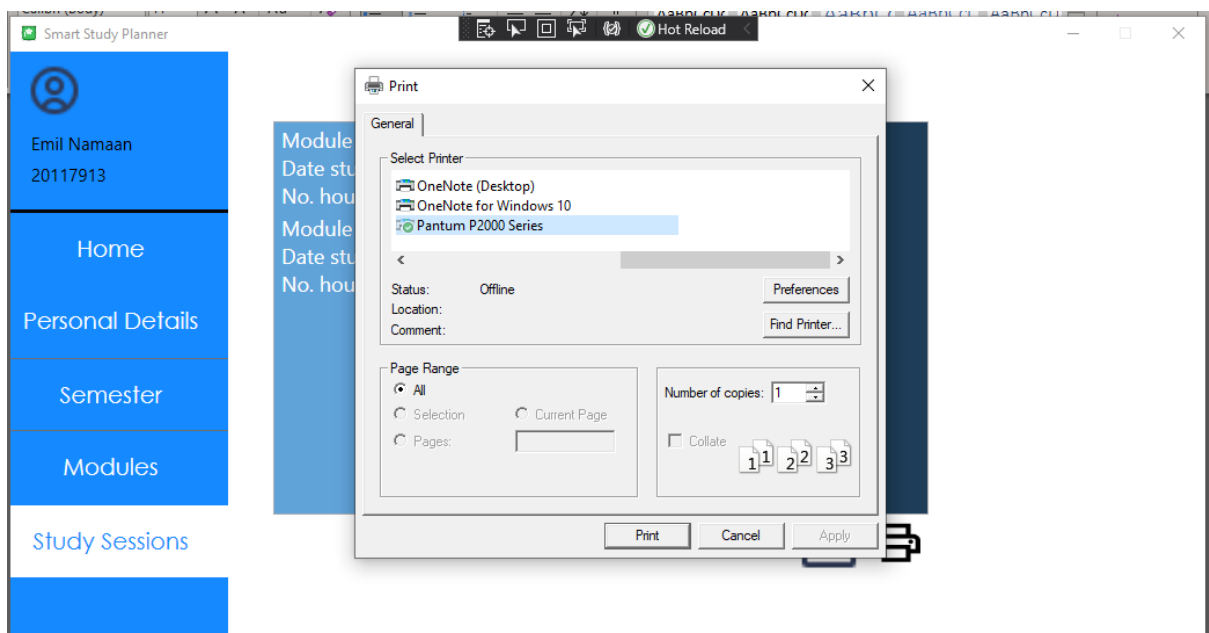 Smart Study Planner
Hot Reload
Emil Namaan
20117913
Home
Personal Details
Semester
Modules
Study Sessions
Module
Date stu
No. hou
Module
Date stu
No. hou
Print
General
Select Printer
OneNote (Desktop)
OneNote for Windows 10
Pantum P2000 Series
Status: Offline
Preferences
Location:
Find Printer...
Comment:
Page Range
All
Selection
Current Page
Pages:
Number of copies: 1
Collate
1 1 2 2 3 3
Print Cancel Apply